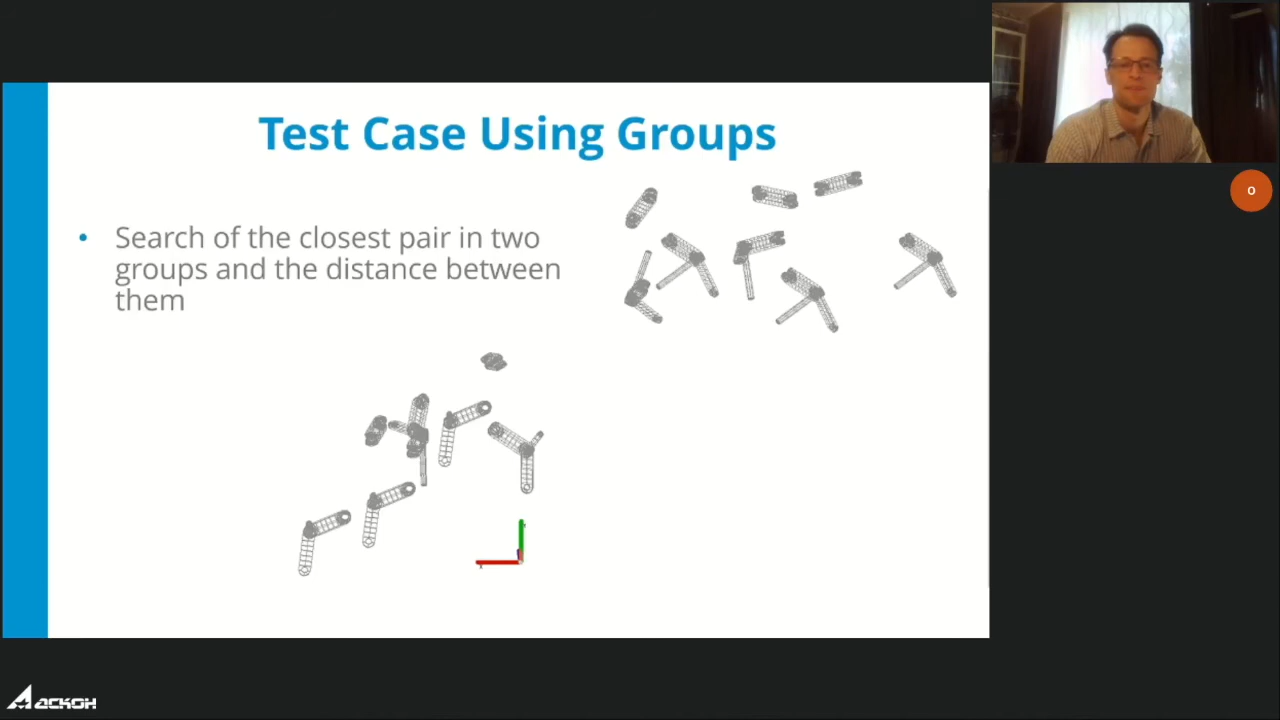 Test Case Using Groups
• Search of the closest pair in two
groups and the distance between
them
O
АСКОН